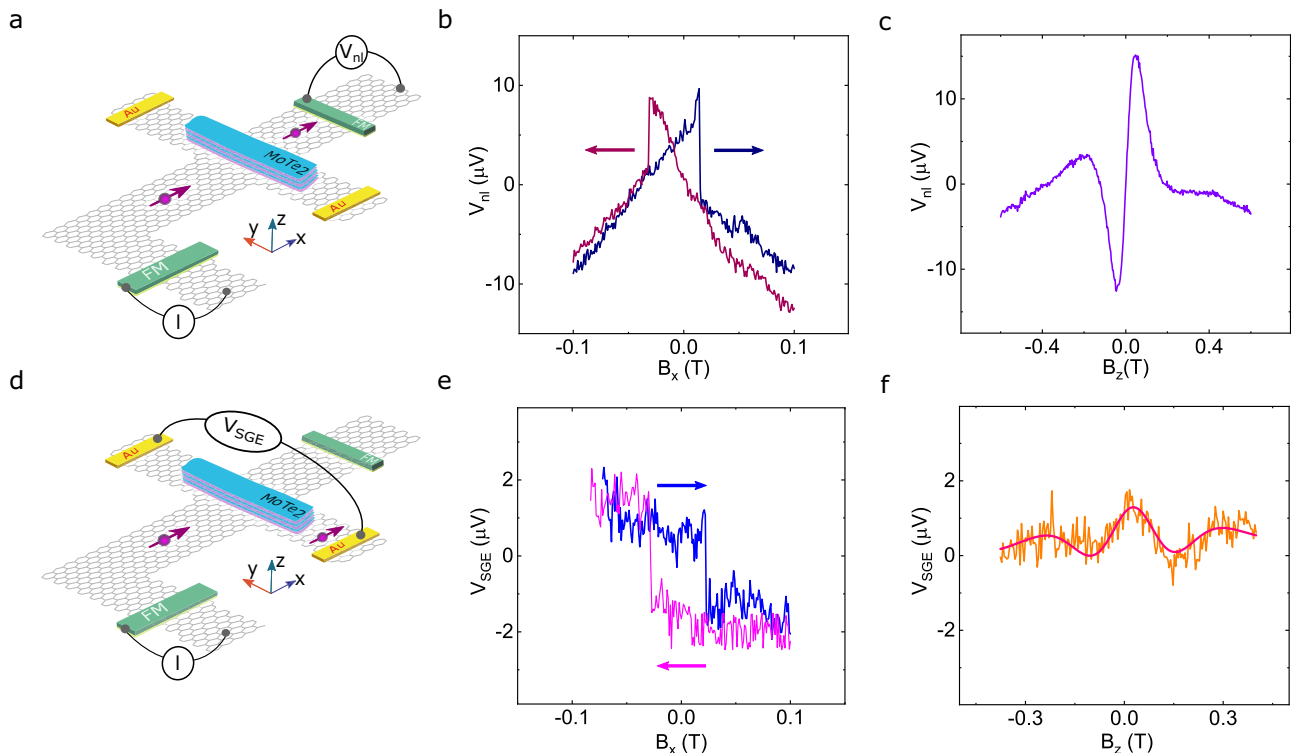 a
V_nl
Au
FM
MoTe2
Au
y z x
FM
I
b
V_nl (μV)
10
0
-10
-0.1 0.0 0.1
B_x (T)
c
V_nl (μV)
10
0
-10
-0.4 0.0 0.4
B_z(T)
d
V_SGE
Au
FM
MoTe2
Au
y z x
FM
I
e
V_SGE (μV)
2
0
-2
-0.1 0.0 0.1
B_x (T)
f
V_SGE (μV)
2
0
-2
-0.3 0.0 0.3
B_z (T)